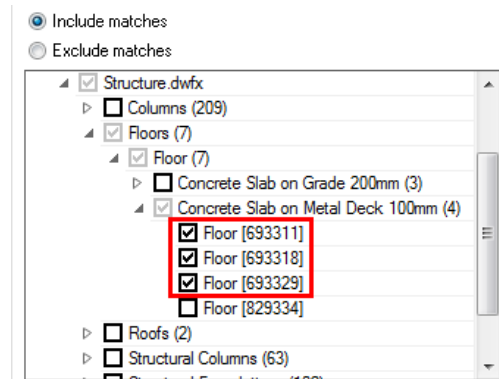 Include matches
Exclude matches
Structure.dwfx
Columns (209)
Floors (7)
Floor (7)
Concrete Slab on Grade 200mm (3)
Concrete Slab on Metal Deck 100mm (4)
Floor [693311]
Floor [693318]
Floor [693329]
Floor [829334]
Roofs (2)
Structural Columns (63)